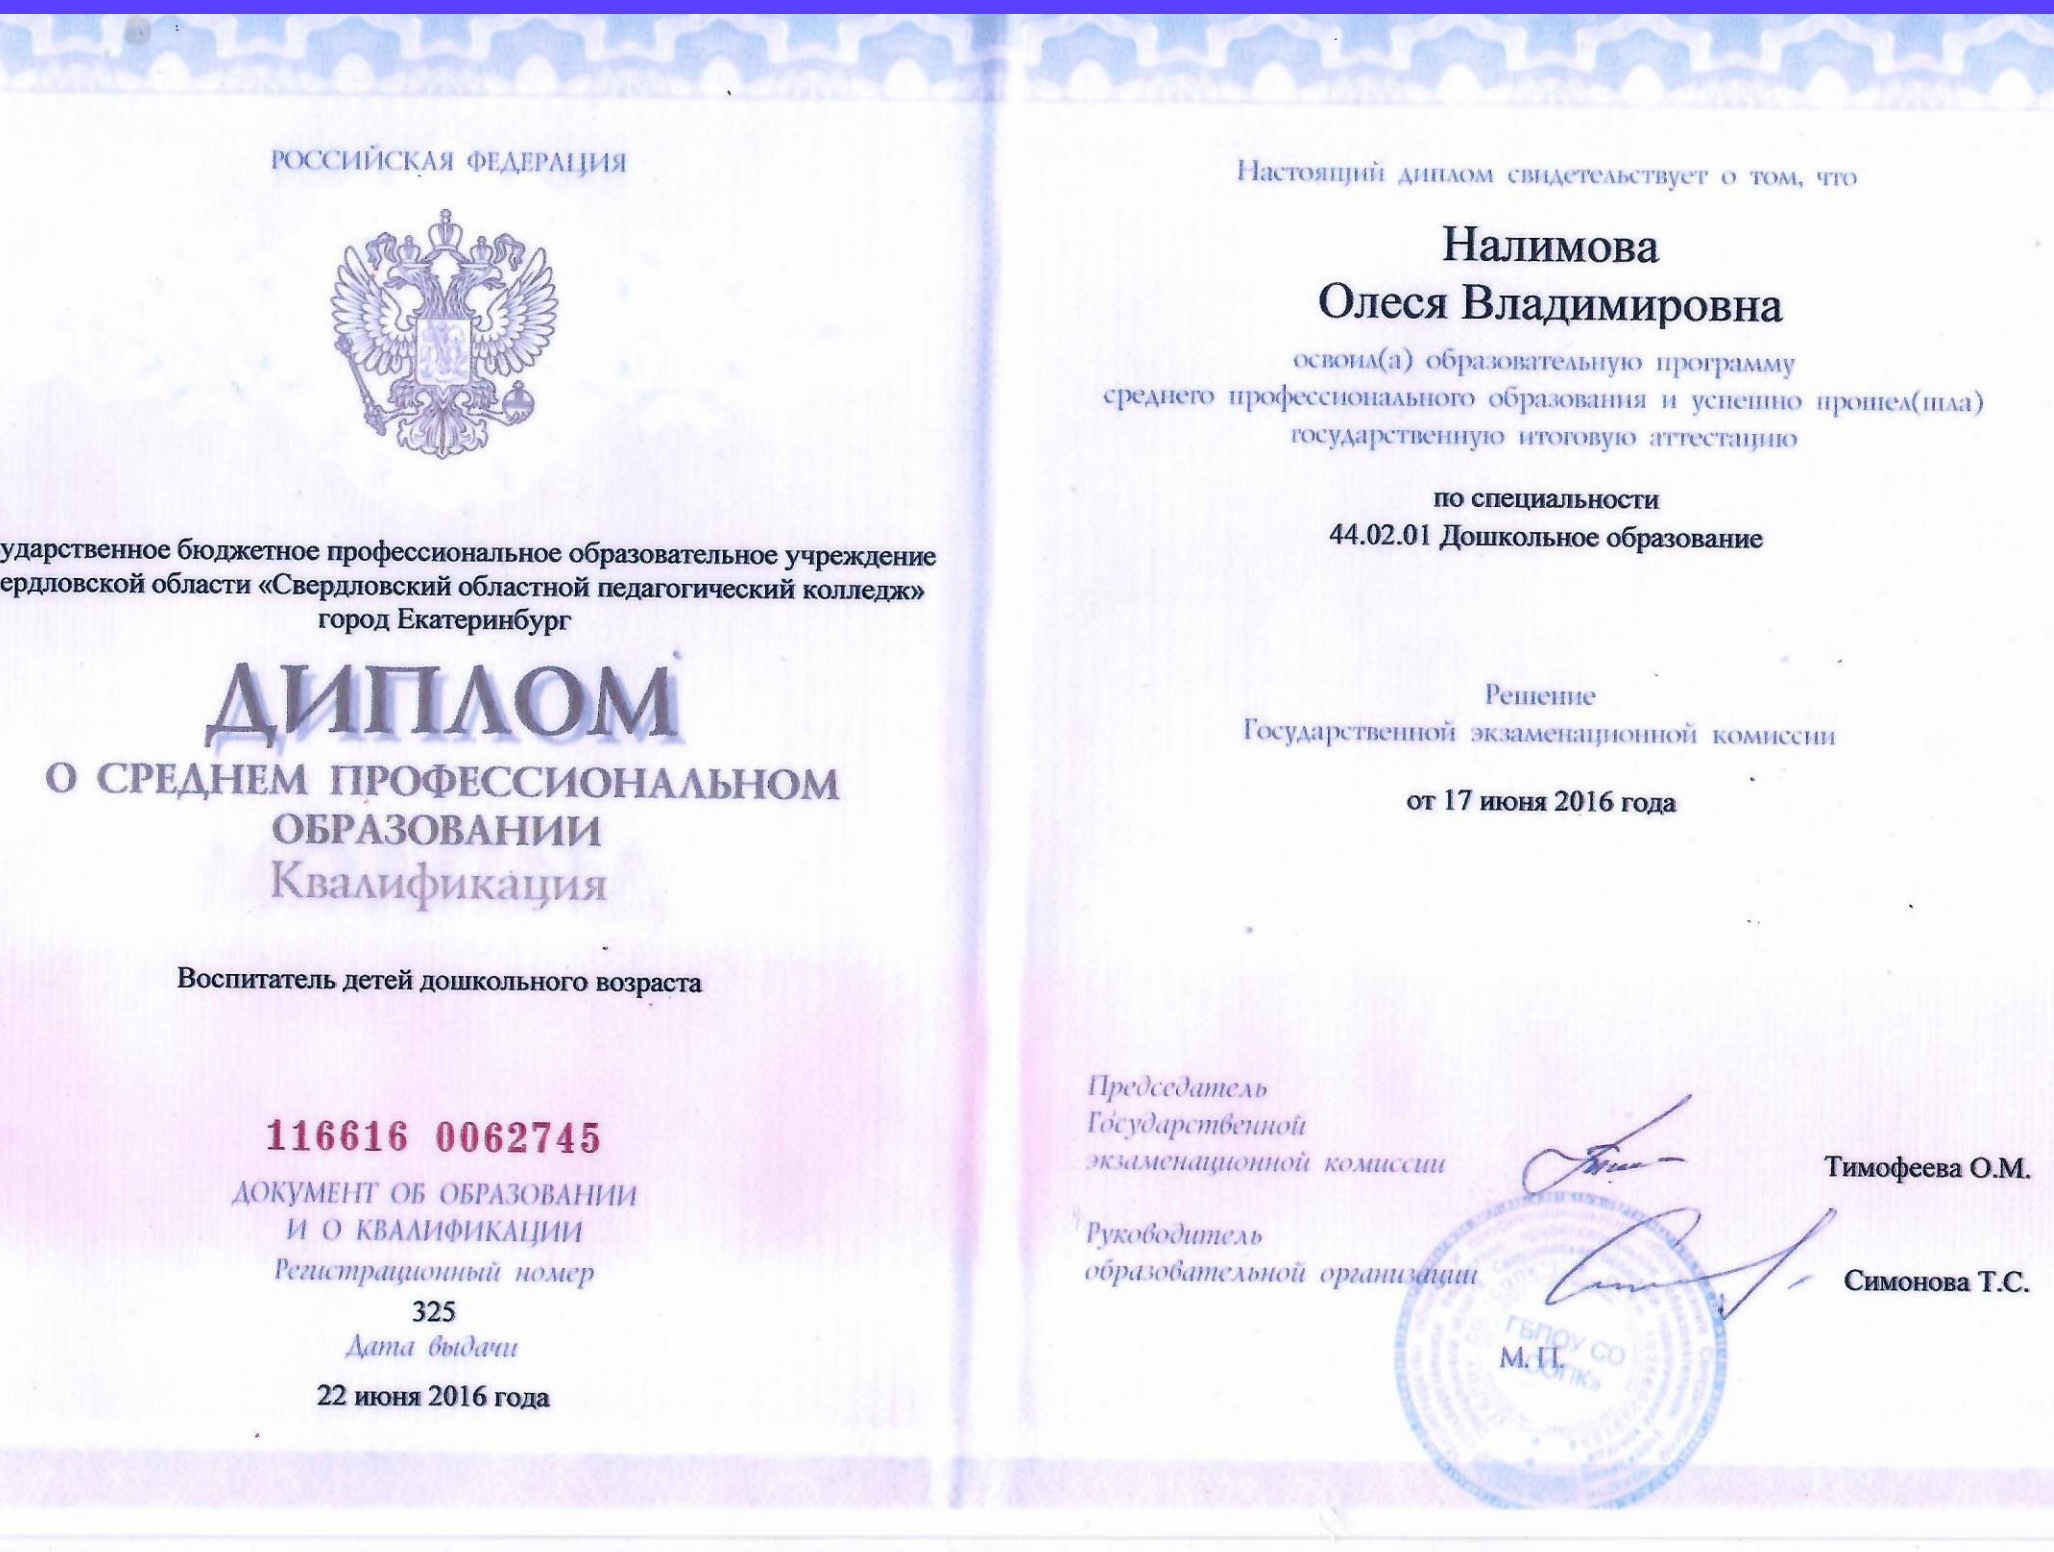 РОССИЙСКАЯ ФЕДЕРАЦИЯ
ударственное бюджетное профессиональное образовательное учреждение
ердловской области «Свердловский областной педагогический колледж»
город Екатеринбург
ДИПЛОМ
О СРЕДНЕМ ПРОФЕССИОНАЛЬНОМ
ОБРАЗОВАНИИ
Квалификация
Воспитатель детей дошкольного возраста
116616 0062745
ДОКУМЕНТ ОБ ОБРАЗОВАНИИ
И О КВАЛИФИКАЦИИ
Регистрационный номер
325
Дата выдачи
22 июня 2016 года
Настоящий диплом свидетельствует о том, что
Налимова
Олеся Владимировна
освоил(а) образовательную программу
среднего профессионального образования и успешно прошел(шла)
государственную итоговую аттестацию
по специальности
44.02.01 Дошкольное образование
Решение
Государственной экзаменационной комиссии
от 17 июня 2016 года
Председатель
Государственной
экзаменационной комиссии
Тимофеева О.М.
Руководитель
образовательной организации
Симонова Т.С.
ГБПОУ СО
«СОПК»
М. П.